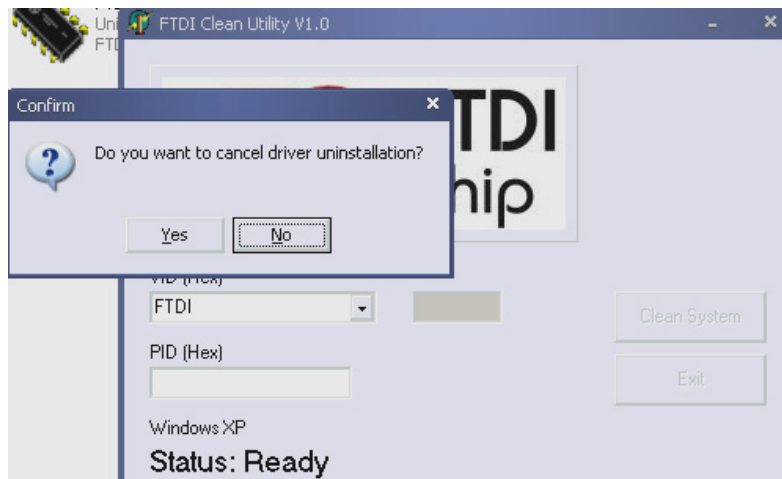 Uni
FTDI Clean Utility V1.0
Confirm
Do you want to cancel driver uninstallation?
Yes
No
TDI
hip
FTDI
Clean System
PID (Hex)
Exit
Windows XP
Status: Ready